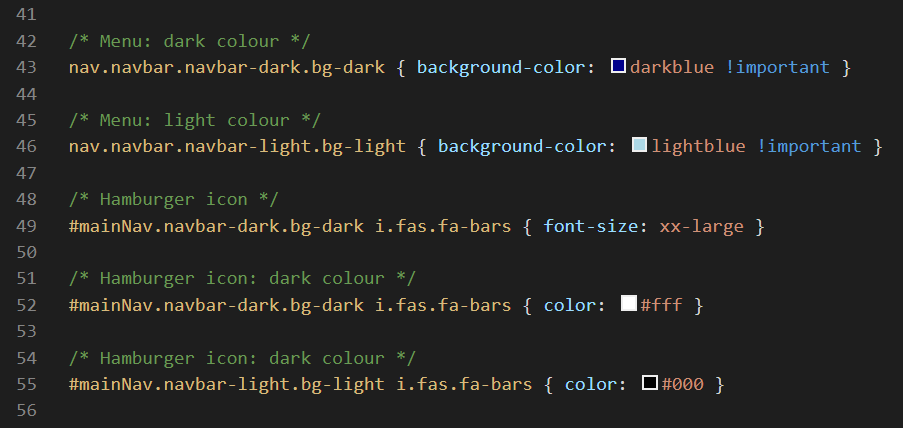 41
42 /* Menu: dark colour */
43 nav.navbar.navbar-dark.bg-dark { background-color: darkblue !important }
44
45 /* Menu: light colour */
46 nav.navbar.navbar-light.bg-light { background-color: lightblue !important }
47
48 /* Hamburger icon */
49 #mainNav.navbar-dark.bg-dark i.fas.fa-bars { font-size: xx-large }
50
51 /* Hamburger icon: dark colour */
52 #mainNav.navbar-dark.bg-dark i.fas.fa-bars { color: #fff }
53
54 /* Hamburger icon: dark colour */
55 #mainNav.navbar-light.bg-light i.fas.fa-bars { color: #000 }
56